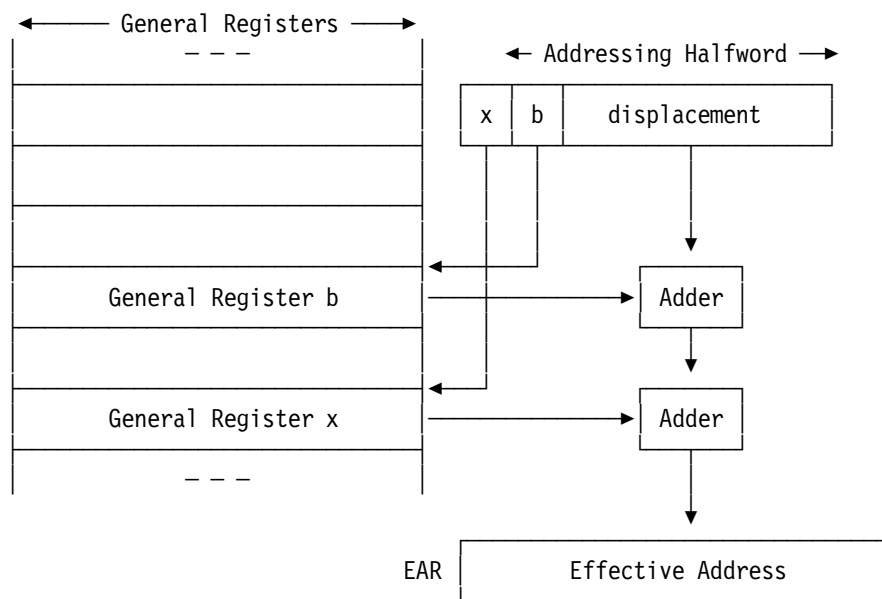 General Registers
— — —
Addressing Halfword
x b displacement
General Register b Adder
General Register x Adder
— — —
EAR Effective Address